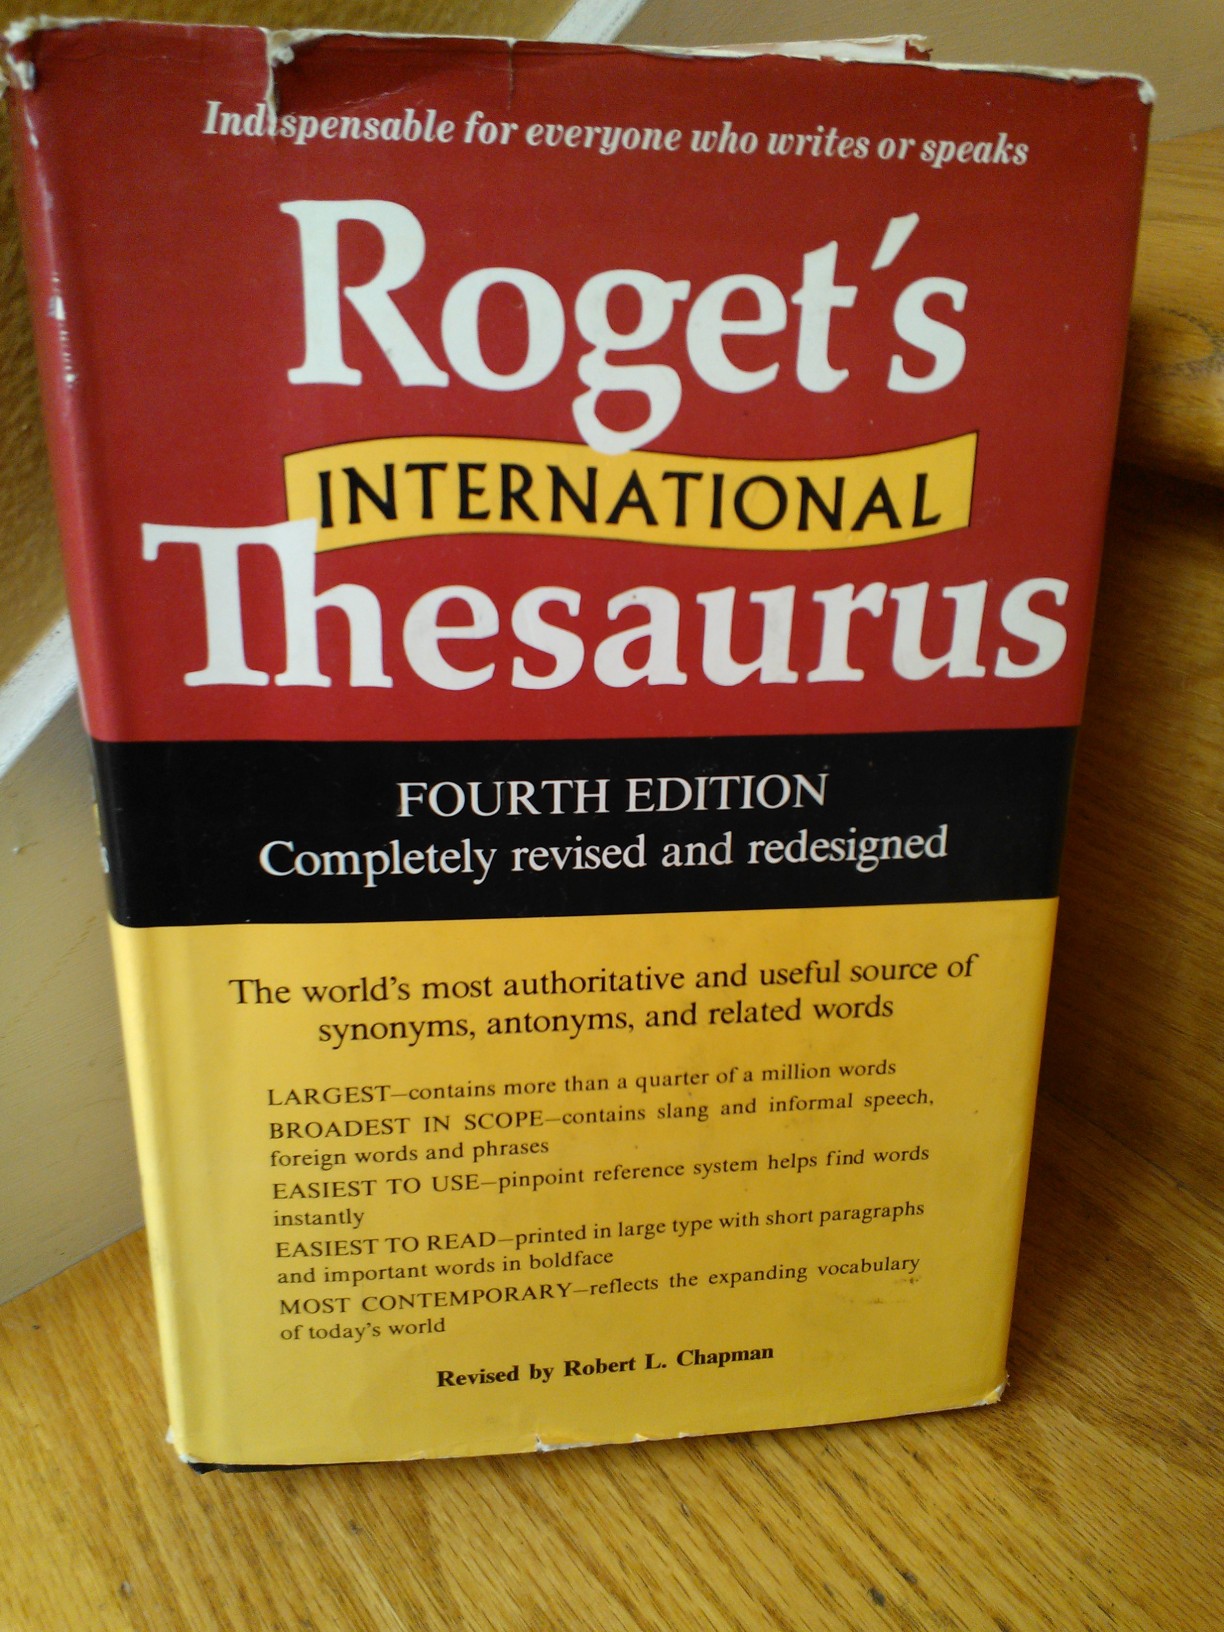 Indispensable for everyone who writes or speaks
Roget's
INTERNATIONAL
Thesaurus
FOURTH EDITION
Completely revised and redesigned
The world's most authoritative and useful source of
synonyms, antonyms, and related words
LARGEST—contains more than a quarter of a million words
BROADEST IN SCOPE—contains slang and informal speech,
foreign words and phrases
EASIEST TO USE—pinpoint reference system helps find words
instantly
EASIEST TO READ—printed in large type with short paragraphs
and important words in boldface
MOST CONTEMPORARY—reflects the expanding vocabulary
of today's world
Revised by Robert L. Chapman